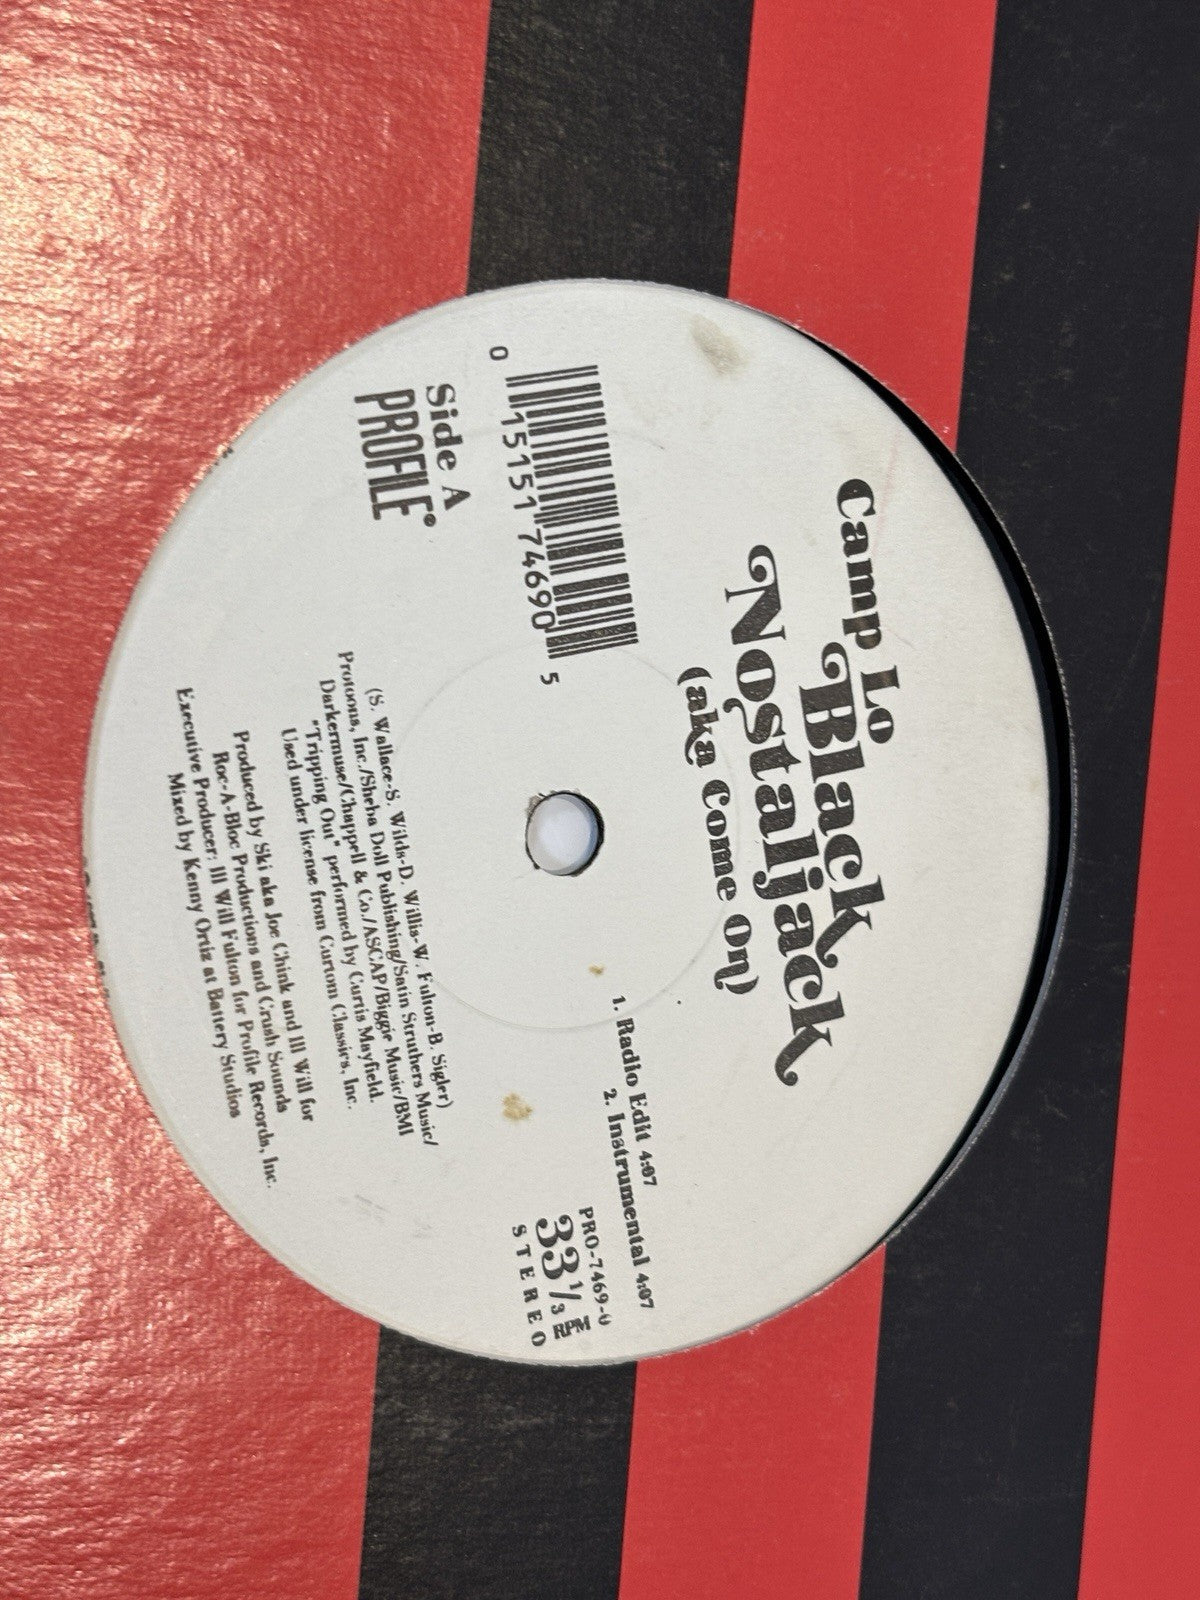 Camp Lo
Black
Nostaljack
(aka Come On)
0 15151 74690 5
Side A
PROFILE®
1. Radio Edit 4:07
2. Instrumental 4:07
PRO-7469-0
33 1/3 RPM
STEREO
(S. Wallace-S. Wilds-D. Willis-W. Fulton-B. Sigler)
Protoons, Inc./Sheba Doll Publishing/Satin Struthers Music/
Darkermuse/Chappell & Co./ASCAP/Biggie Music/BMI
"Tripping Out" performed by Curtis Mayfield.
Used under license from Curtom Classics, Inc.
Produced by Ski aka Joe Chink and Ill Will for
Roc-A-Bloc Productions and Crush Sounds
Executive Producer: Ill Will Fulton for Profile Records, Inc.
Mixed by Kenny Ortiz at Battery Studios